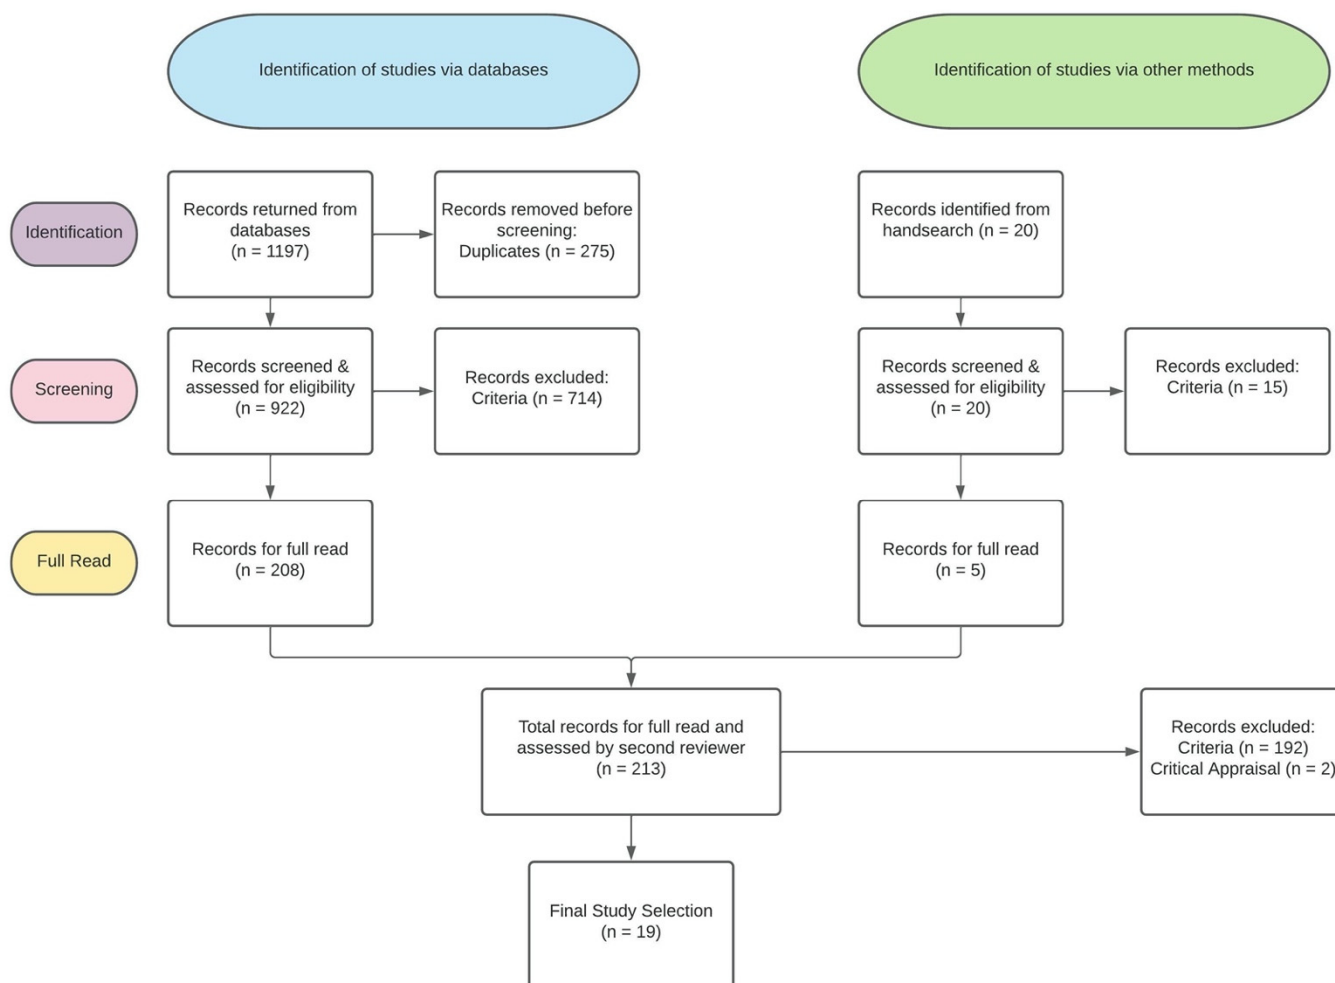 Identification of studies via databases
Identification of studies via other methods
Identification
Records returned from
databases
(n = 1197)
Records removed before
screening:
Duplicates (n = 275)
Records identified from
handsearch (n = 20)
Screening
Records screened &
assessed for eligibility
(n = 922)
Records excluded:
Criteria (n = 714)
Records screened &
assessed for eligibility
(n = 20)
Records excluded:
Criteria (n = 15)
Full Read
Records for full read
(n = 208)
Records for full read
(n = 5)
Total records for full read and
assessed by second reviewer
(n = 213)
Records excluded:
Criteria (n = 192)
Critical Appraisal (n = 2)
Final Study Selection
(n = 19)